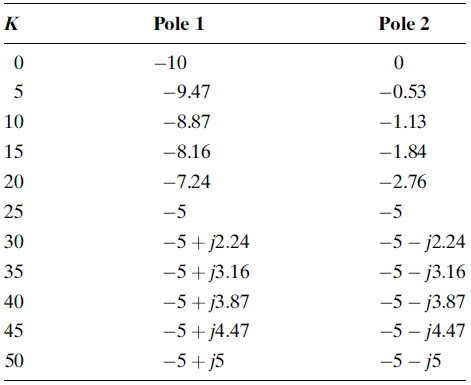 K Pole 1 Pole 2
0 −10 0
5 −9.47 −0.53
10 −8.87 −1.13
15 −8.16 −1.84
20 −7.24 −2.76
25 −5 −5
30 −5 + j2.24 −5 − j2.24
35 −5 + j3.16 −5 − j3.16
40 −5 + j3.87 −5 − j3.87
45 −5 + j4.47 −5 − j4.47
50 −5 + j5 −5 − j5